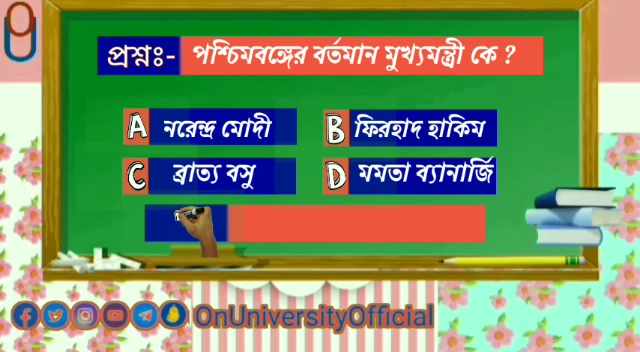 প্রশ্নঃ- পশ্চিমবঙ্গের বর্তমান মুখ্যমন্ত্রী কে ?
A নরেন্দ্র মোদী
B ফিরহাদ হাকিম
C ব্রাত্য বসু
D মমতা ব্যানার্জি
OnUniversityOfficial